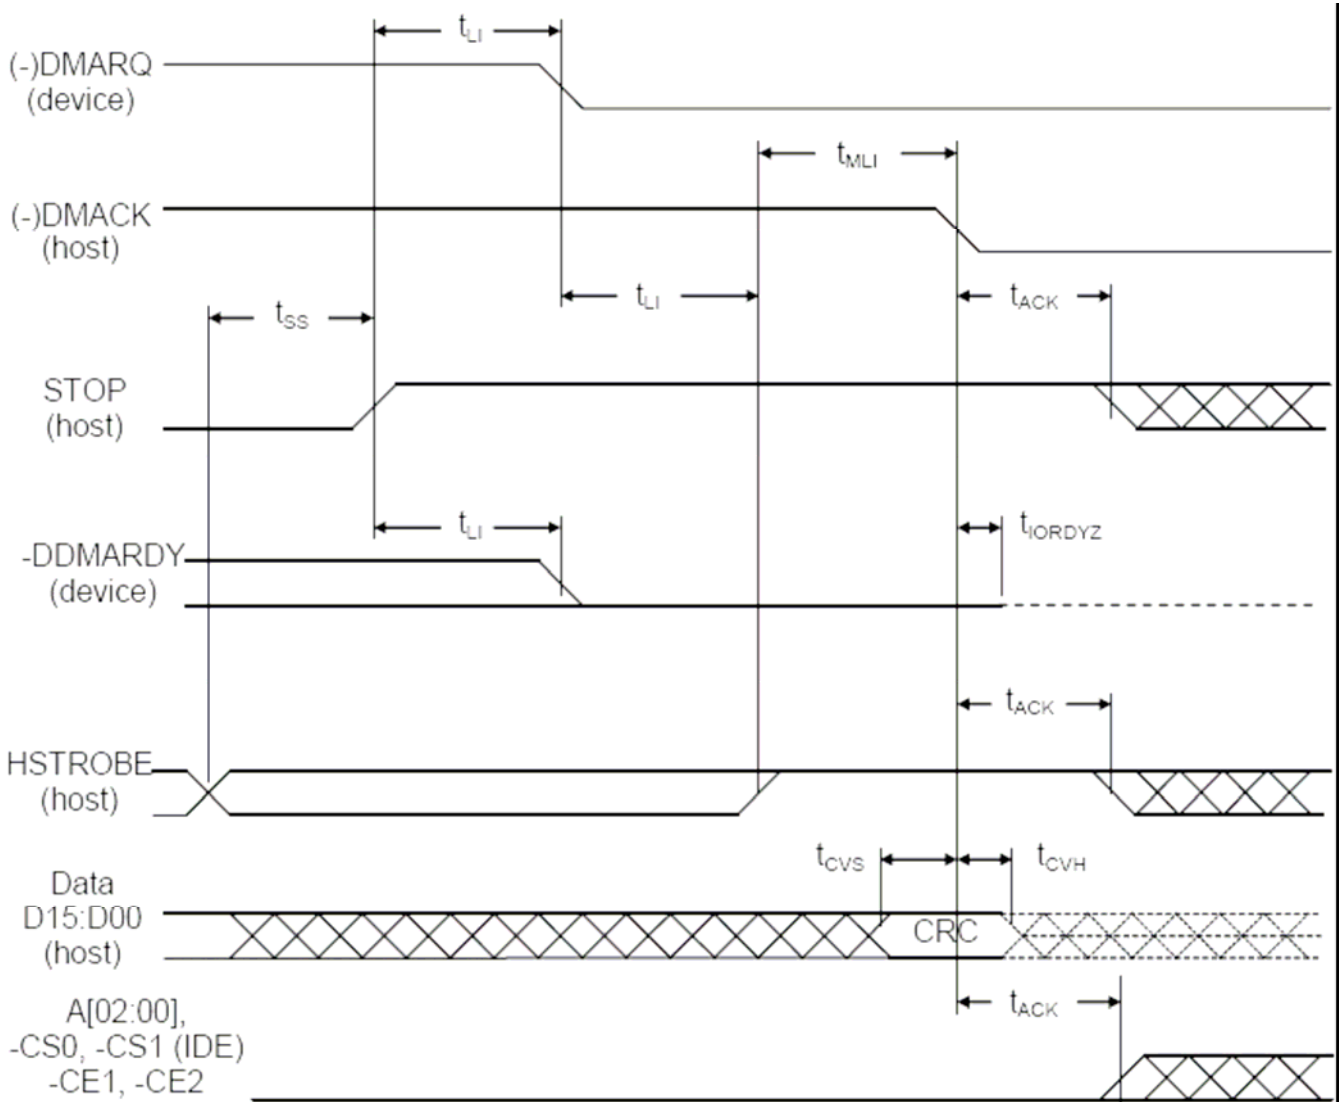 tLI
(-)DMARQ
(device)
tMLI
(-)DMACK
(host)
tLI
tACK
tSS
STOP
(host)
tLI
tIORDYZ
-DDMARDY
(device)
tACK
HSTROBE
(host)
tCVS
tCVH
Data
D15:D00
(host)
CRC
tACK
A[02:00],
-CS0, -CS1 (IDE)
-CE1, -CE2